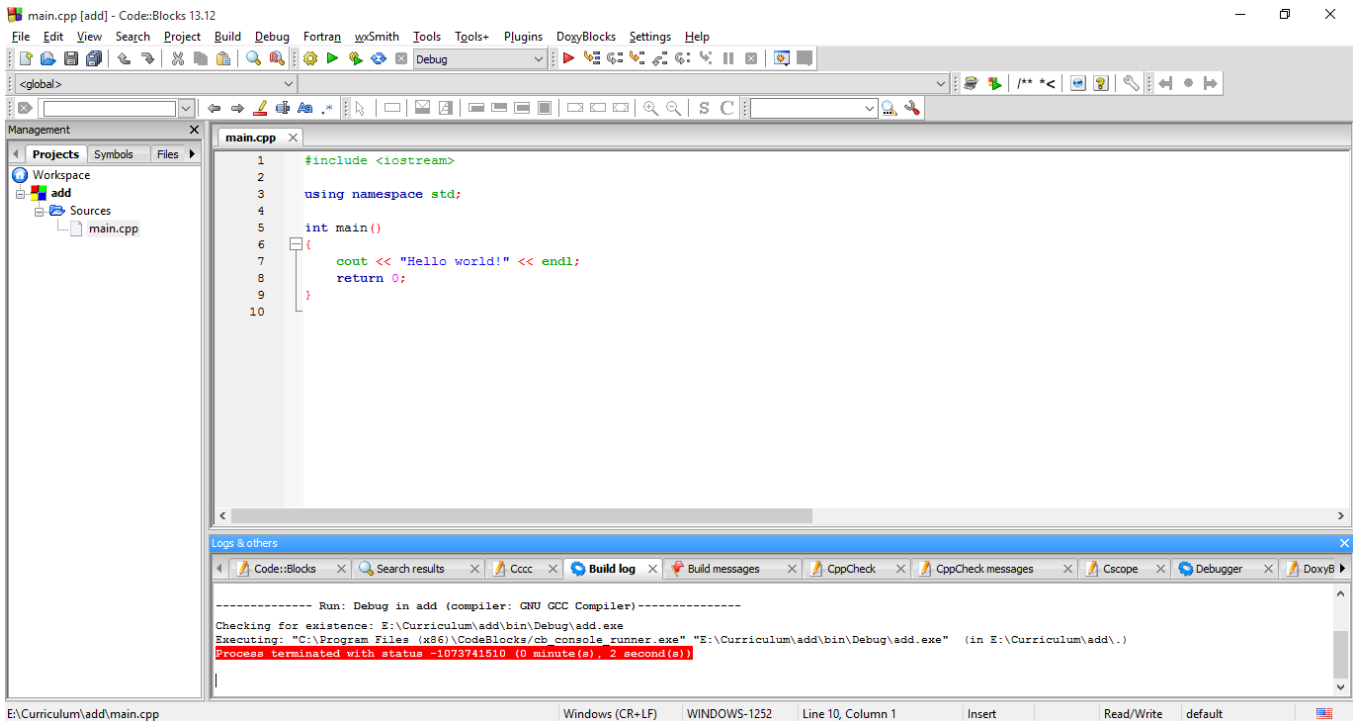 main.cpp [add] - Code::Blocks 13.12
File Edit View Search Project Build Debug Fortran wxSmith Tools Tools+ Plugins DoxyBlocks Settings Help
Debug
<global>
/** *<
Aa .*
S C
Management
Projects Symbols Files
Workspace
add
Sources
main.cpp
main.cpp
1 #include <iostream>
2
3 using namespace std;
4
5 int main()
6 {
7 cout << "Hello world!" << endl;
8 return 0;
9 }
10
Logs & others
Code::Blocks Search results Cccc Build log Build messages CppCheck CppCheck messages Cscope Debugger DoxyB
-------------- Run: Debug in add (compiler: GNU GCC Compiler)---------------
Checking for existence: E:\Curriculum\add\bin\Debug\add.exe
Executing: "C:\Program Files (x86)\CodeBlocks/cb_console_runner.exe" "E:\Curriculum\add\bin\Debug\add.exe"  (in E:\Curriculum\add\.)
Process terminated with status -1073741510 (0 minute(s), 2 second(s))
E:\Curriculum\add\main.cpp Windows (CR+LF) WINDOWS-1252 Line 10, Column 1 Insert Read/Write default